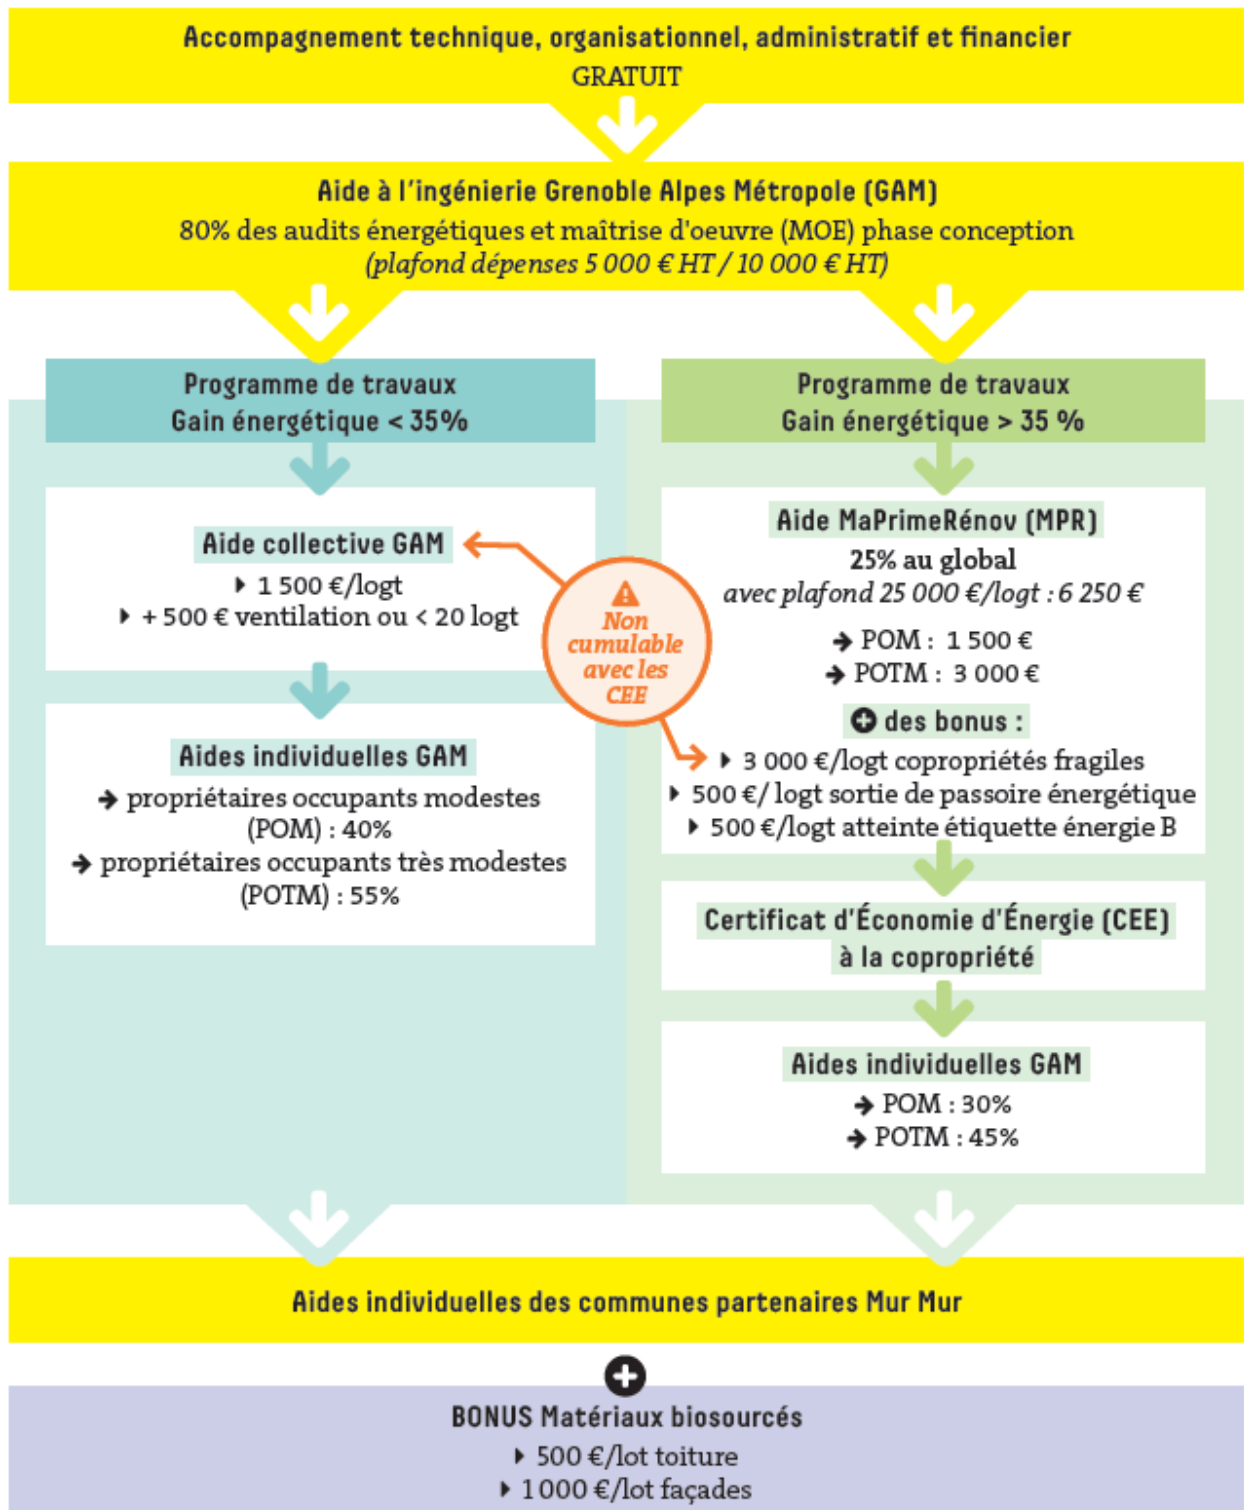 Accompagnement technique, organisationnel, administratif et financier
GRATUIT
Aide à l'ingénierie Grenoble Alpes Métropole (GAM)
80% des audits énergétiques et maîtrise d'oeuvre (MOE) phase conception
(plafond dépenses 5 000 € HT / 10 000 € HT)
Programme de travaux
Gain énergétique < 35%
Aide collective GAM
1 500 €/logt
+ 500 € ventilation ou < 20 logt
Aides individuelles GAM
→ propriétaires occupants modestes
(POM) : 40%
→ propriétaires occupants très modestes
(POTM) : 55%
Non
cumulable
avec les
CEE
Programme de travaux
Gain énergétique > 35 %
Aide MaPrimeRénov (MPR)
25% au global
avec plafond 25 000 €/logt : 6 250 €
→ POM : 1 500 €
→ POTM : 3 000 €
+ des bonus :
3 000 €/logt copropriétés fragiles
500 €/ logt sortie de passoire énergétique
500 €/logt atteinte étiquette énergie B
Certificat d'Économie d'Énergie (CEE)
à la copropriété
Aides individuelles GAM
→ POM : 30%
→ POTM : 45%
Aides individuelles des communes partenaires Mur Mur
+
BONUS Matériaux biosourcés
500 €/lot toiture
1 000 €/lot façades